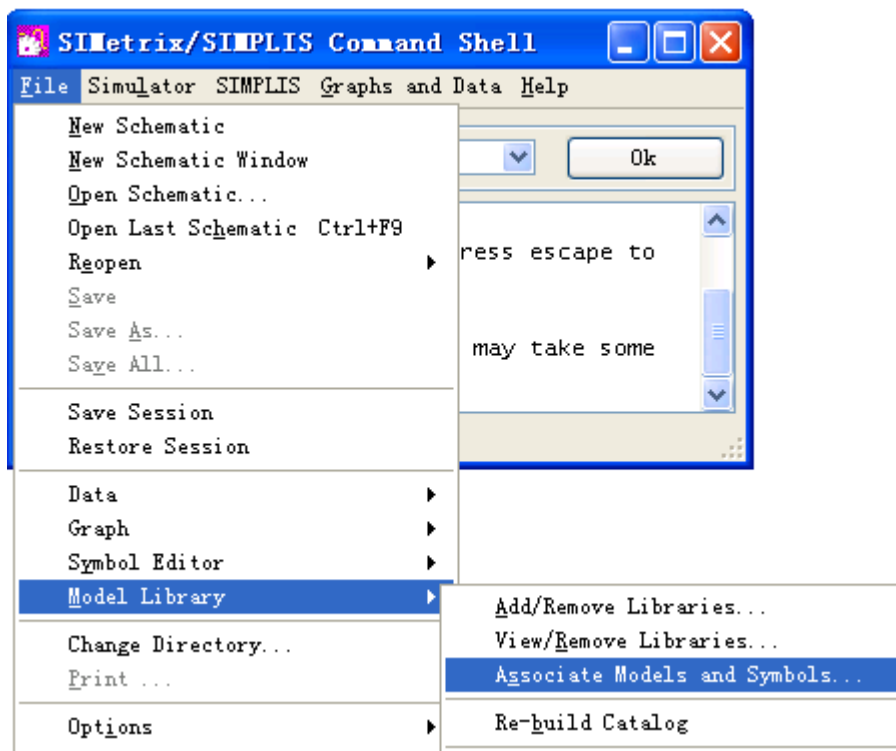 SIMetrix/SIMPLIS Command Shell
File Simulator SIMPLIS Graphs and Data Help
New Schematic
New Schematic Window
Ok
Open Schematic...
Open Last Schematic Ctrl+F9
ress escape to
Reopen
Save
Save As...
may take some
Save All...
Save Session
Restore Session
Data
Graph
Symbol Editor
Model Library
Add/Remove Libraries...
Change Directory...
View/Remove Libraries...
Print ...
Associate Models and Symbols...
Options
Re-build Catalog